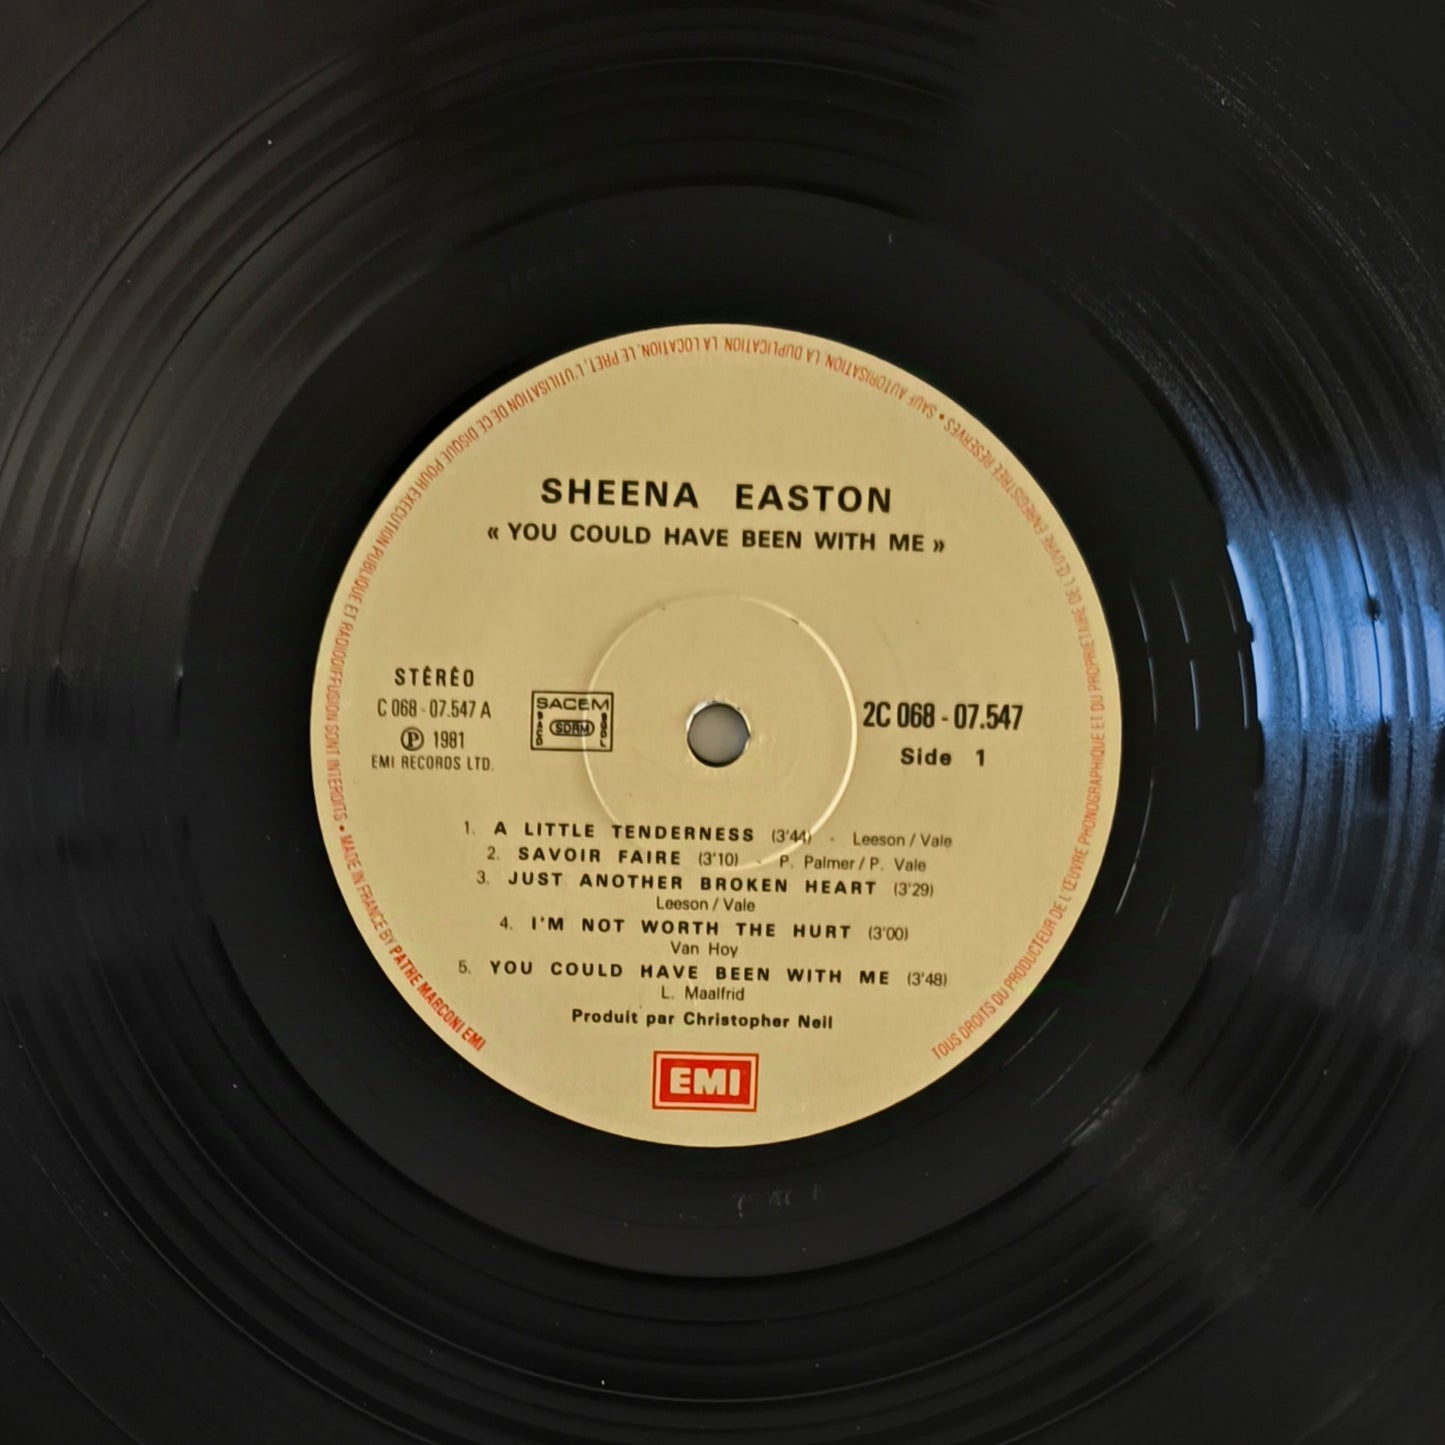 SHEENA EASTON
« YOU COULD HAVE BEEN WITH ME »
STÉRÉO
C 068 - 07.547 A
Ⓟ 1981
EMI RECORDS LTD.
SACEM
SACD
SDRM
SGDL
2C 068 - 07.547
Side 1
1. A LITTLE TENDERNESS (3'44) - Leeson / Vale
2. SAVOIR FAIRE (3'10) - P. Palmer / P. Vale
3. JUST ANOTHER BROKEN HEART (3'29)
Leeson / Vale
4. I'M NOT WORTH THE HURT (3'00)
Van Hoy
5. YOU COULD HAVE BEEN WITH ME (3'48)
L. Maalfrid
Produit par Christopher Neil
EMI
TOUS DROITS DU PRODUCTEUR DE L'ŒUVRE PHONOGRAPHIQUE ET DU PROPRIETAIRE DE L'ŒUVRE ENREGISTREE RESERVES • SAUF AUTORISATION, LA DUPLICATION, LA LOCATION, LE PRET, L'UTILISATION DE CE DISQUE POUR EXECUTION PUBLIQUE ET RADIODIFFUSION SONT INTERDITS • MADE IN FRANCE BY PATHE MARCONI EMI